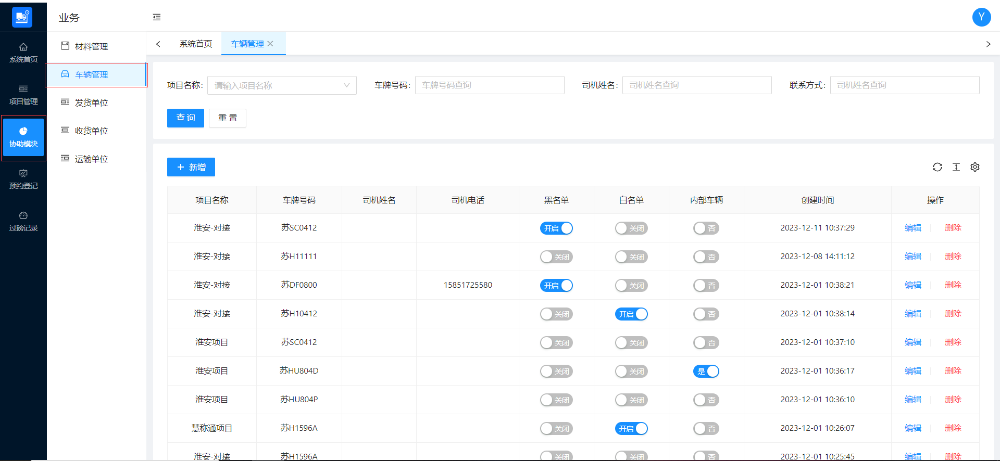 业务
Y
系统首页
项目管理
协助模块
预约登记
过磅记录
材料管理
车辆管理
发货单位
收货单位
运输单位
系统首页 车辆管理
项目名称: 请输入项目名称 车牌号码: 车牌号码查询 司机姓名: 司机姓名查询 联系方式: 司机姓名查询
查 询 重 置
新增
项目名称 车牌号码 司机姓名 司机电话 黑名单 白名单 内部车辆 创建时间 操作
淮安-对接 苏SC0412 开启 关闭 否 2023-12-11 10:37:29 编辑 删除
淮安-对接 苏H11111 关闭 关闭 否 2023-12-08 14:11:12 编辑 删除
淮安-对接 苏DF0800 15851725580 开启 关闭 否 2023-12-01 10:38:21 编辑 删除
淮安-对接 苏H10412 关闭 开启 否 2023-12-01 10:38:14 编辑 删除
淮安项目 苏SC0412 关闭 关闭 否 2023-12-01 10:37:10 编辑 删除
淮安项目 苏HU804D 关闭 关闭 是 2023-12-01 10:36:17 编辑 删除
淮安项目 苏HU804P 关闭 关闭 否 2023-12-01 10:36:10 编辑 删除
慧称通项目 苏H1596A 关闭 开启 否 2023-12-01 10:26:07 编辑 删除
淮安-对接 苏H1596A 关闭 关闭 否 2023-12-01 10:25:45 编辑 删除